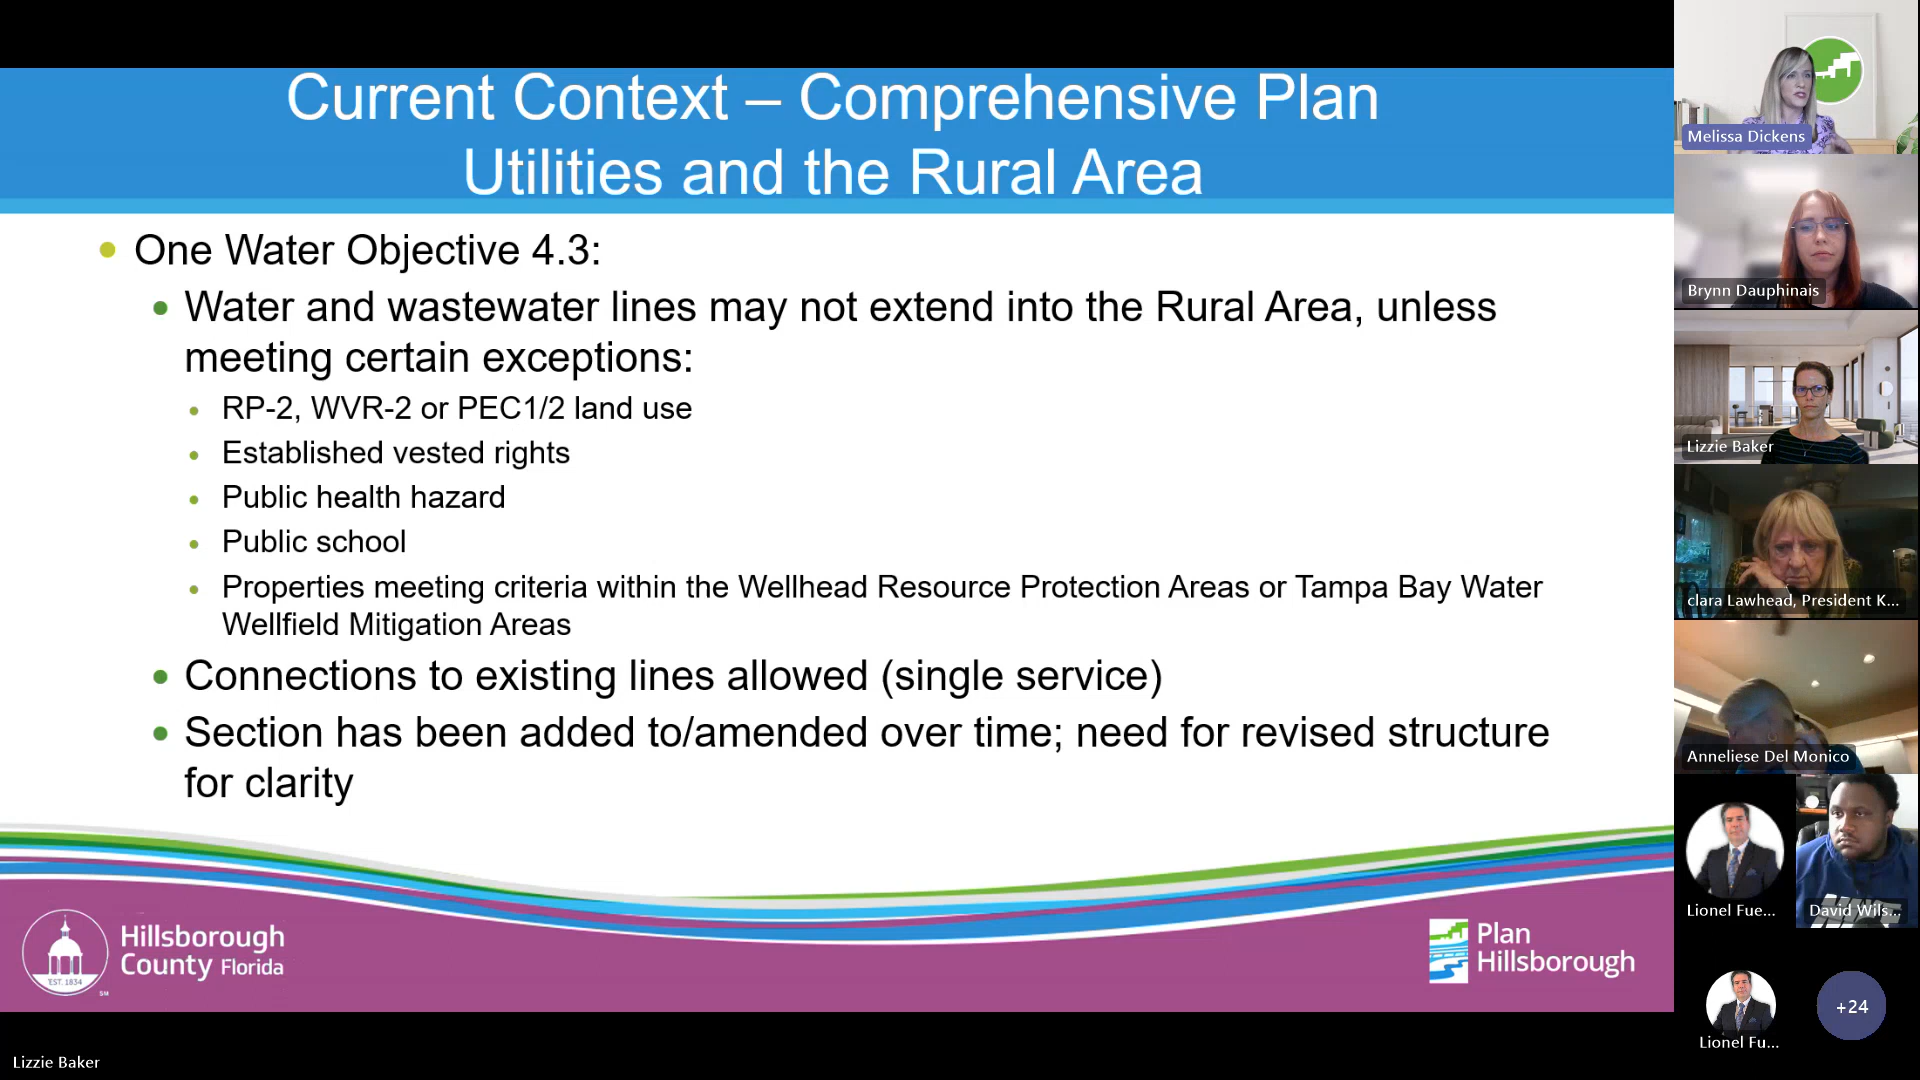 Current Context – Comprehensive Plan
Utilities and the Rural Area
One Water Objective 4.3:
Water and wastewater lines may not extend into the Rural Area, unless
meeting certain exceptions:
RP-2, WVR-2 or PEC1/2 land use
Established vested rights
Public health hazard
Public school
Properties meeting criteria within the Wellhead Resource Protection Areas or Tampa Bay Water
Wellfield Mitigation Areas
Connections to existing lines allowed (single service)
Section has been added to/amended over time; need for revised structure
for clarity
EST. 1834
SM
Hillsborough
County Florida
Plan
Hillsborough
Lizzie Baker
Melissa Dickens
Brynn Dauphinais
Lizzie Baker
clara Lawhead, President K...
Anneliese Del Monico
Lionel Fue...
David Wils...
Lionel Fu...
+24